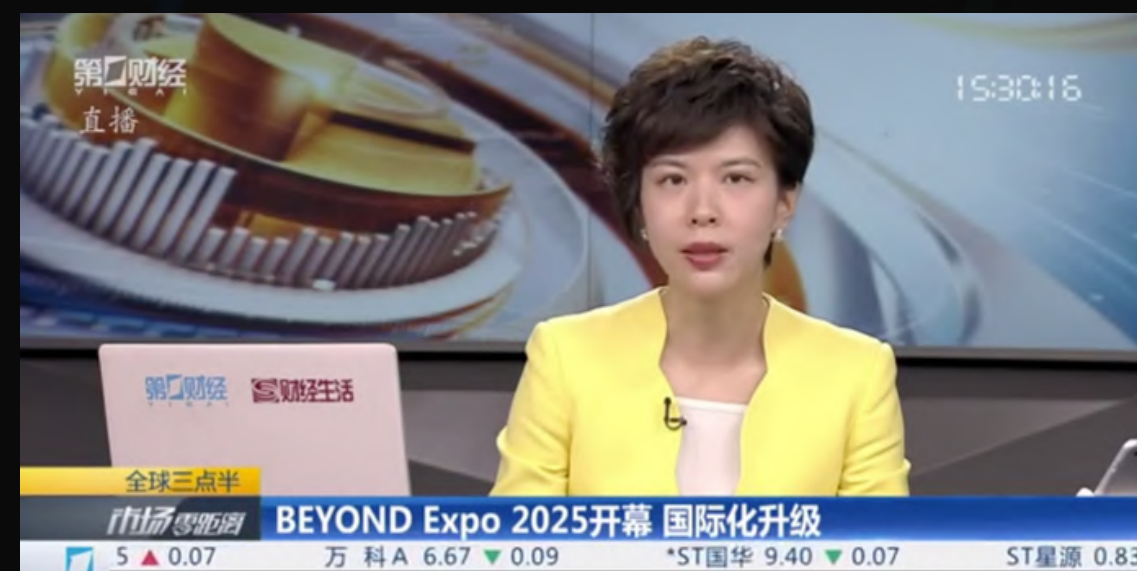 第一财经
YICAI
直播
15:30:16
第一财经
YICAI
财经生活
全球三点半
市场零距离
BEYOND Expo 2025开幕 国际化升级
5 ▲ 0.07 万 科A 6.67 ▼ 0.09 *ST国华 9.40 ▼ 0.07 ST星源 0.83